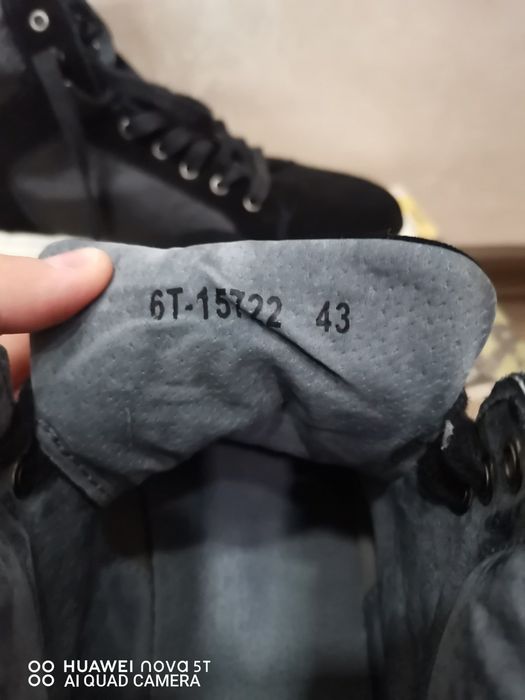 6T-15722 43
HUAWEI nova 5T
AI QUAD CAMERA